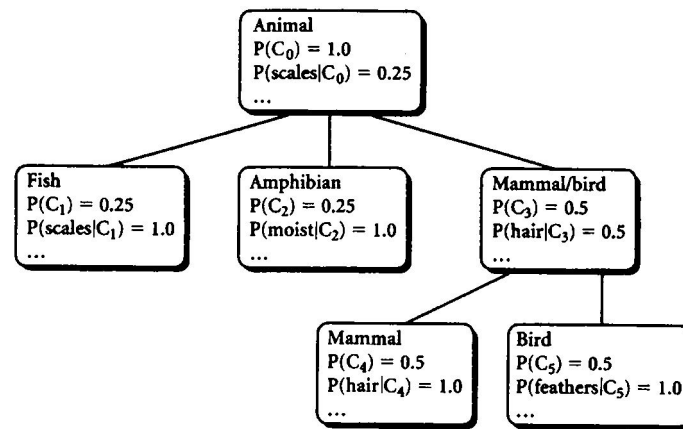 Animal
P(C₀) = 1.0
P(scales|C₀) = 0.25
...
Fish
P(C₁) = 0.25
P(scales|C₁) = 1.0
...
Amphibian
P(C₂) = 0.25
P(moist|C₂) = 1.0
...
Mammal/bird
P(C₃) = 0.5
P(hair|C₃) = 0.5
...
Mammal
P(C₄) = 0.5
P(hair|C₄) = 1.0
...
Bird
P(C₅) = 0.5
P(feathers|C₅) = 1.0
...